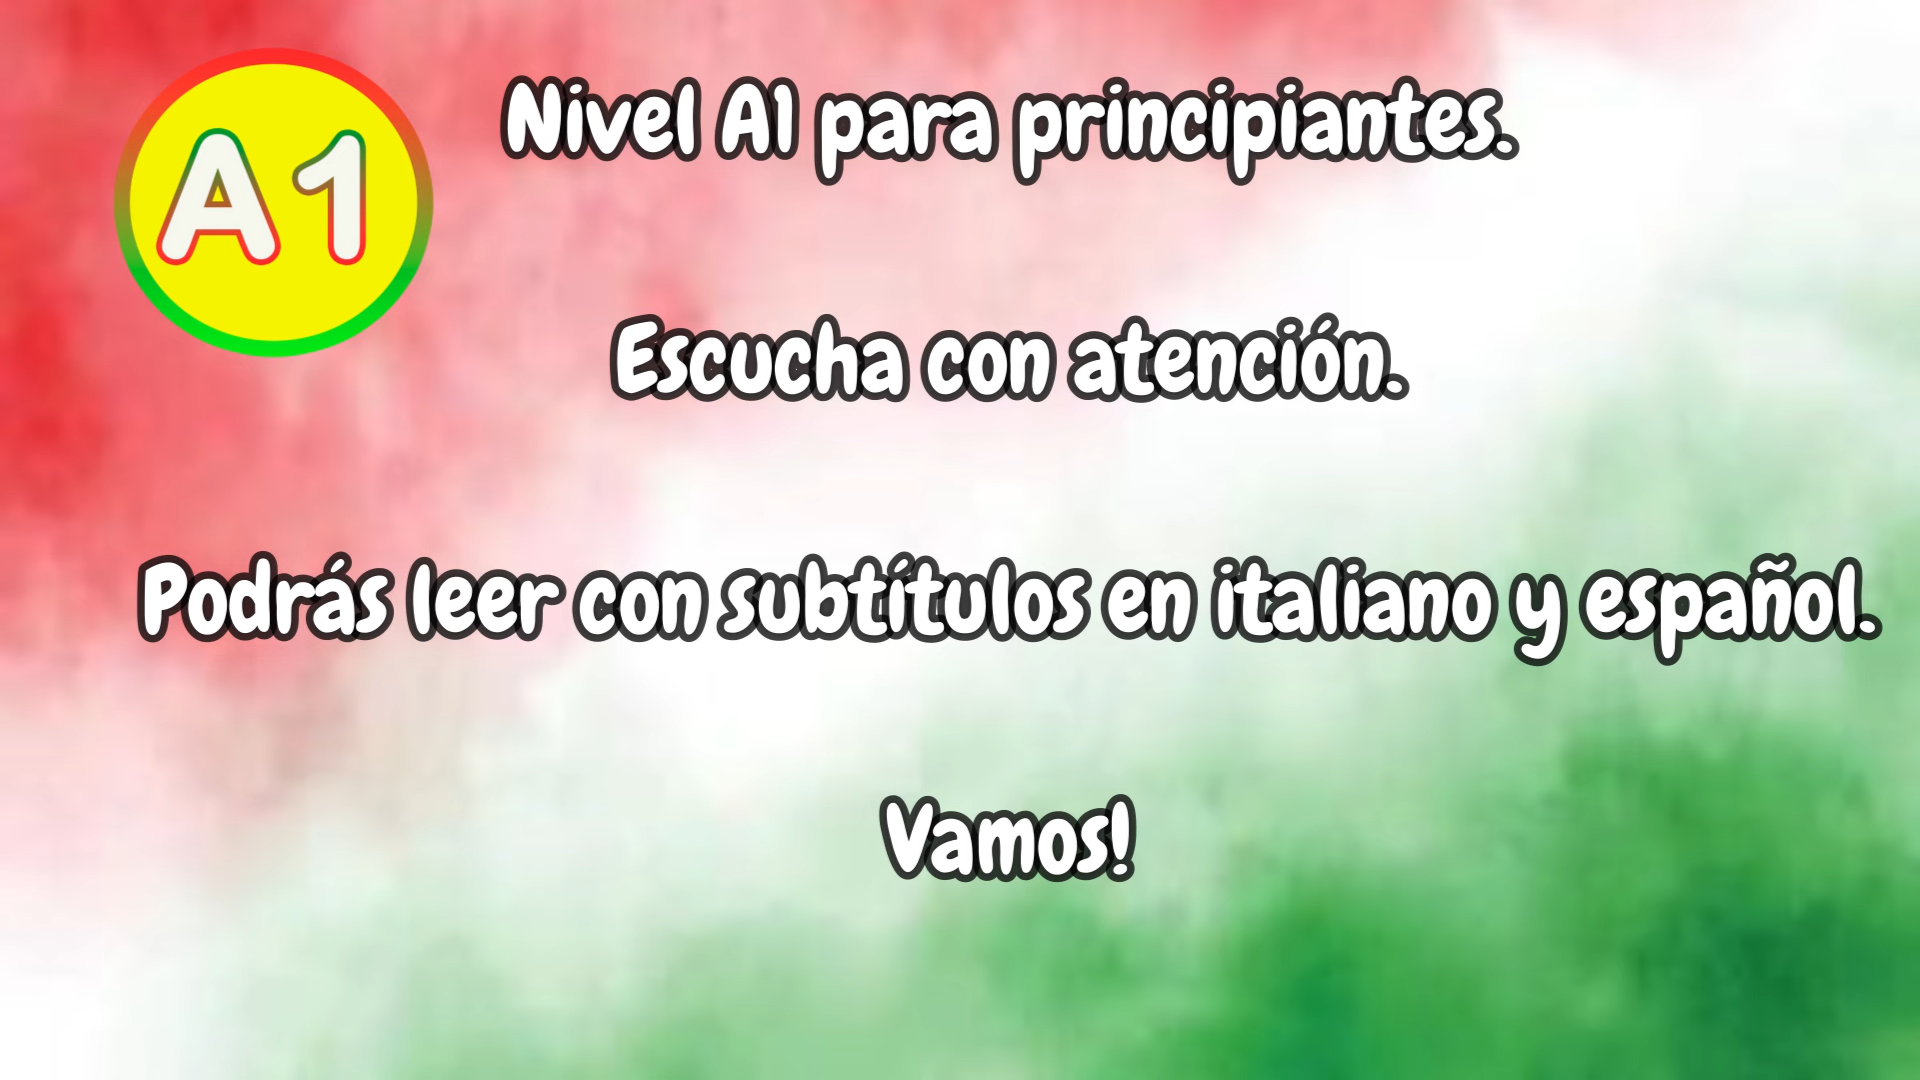 A1
Nivel A1 para principiantes.
Escucha con atención.
Podrás leer con subtítulos en italiano y español.
Vamos!